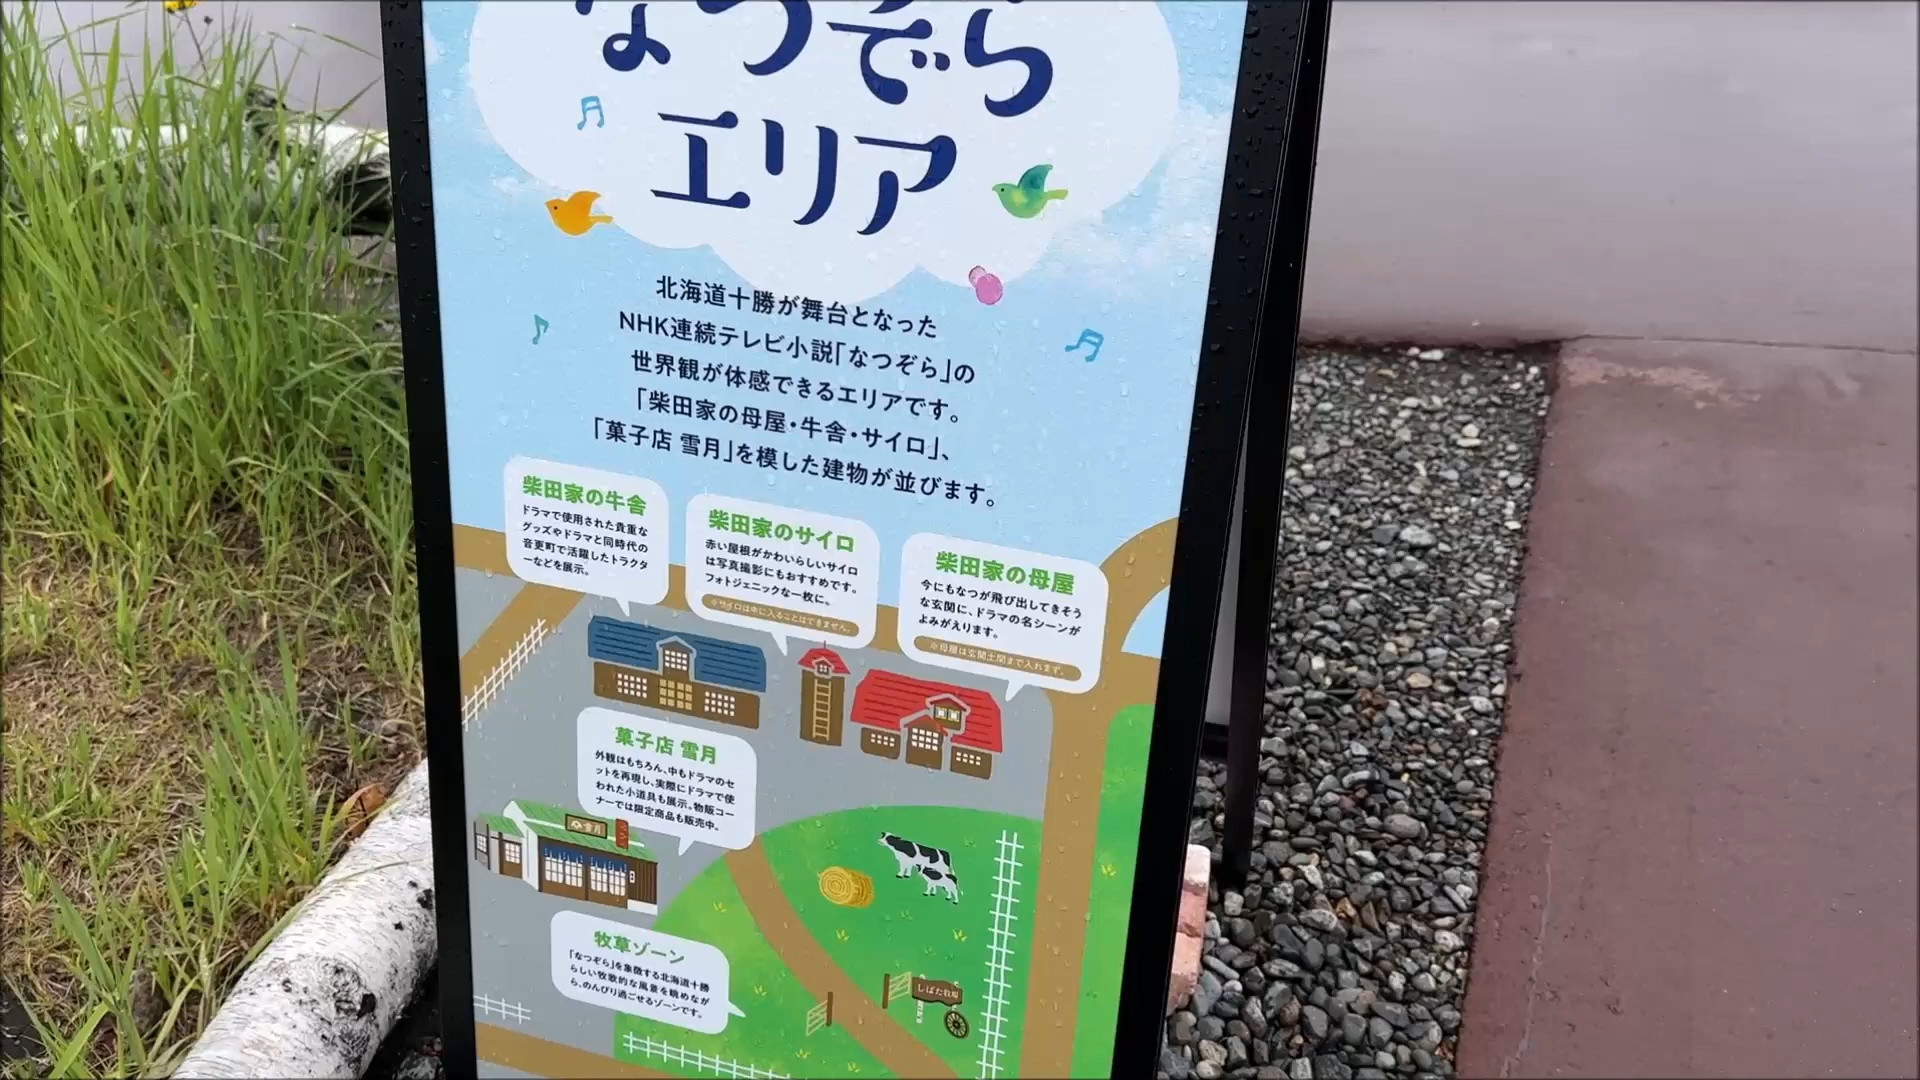 なつぞら
エリア
北海道十勝が舞台となった
NHK連続テレビ小説「なつぞら」の
世界観が体感できるエリアです。
「柴田家の母屋・牛舎・サイロ」、
「菓子店 雪月」を模した建物が並びます。
柴田家の牛舎
ドラマで使用された貴重な
グッズやドラマと同時代の
音更町で活躍したトラクタ
ーなどを展示。
柴田家のサイロ
赤い屋根がかわいらしいサイロ
は写真撮影にもおすすめです。
フォトジェニックな一枚に。
※サイロは中に入ることはできません。
柴田家の母屋
今にもなつが飛び出してきそう
な玄関に、ドラマの名シーンが
よみがえります。
※母屋は玄関土間まで入れます。
菓子店 雪月
外観はもちろん、中もドラマのセ
ットを再現し、実際にドラマで使
われた小道具も展示。物販コー
ナーでは限定商品も販売中。
雪月
牧草ゾーン
「なつぞら」を象徴する北海道十勝
らしい牧歌的な風景を眺めなが
ら、のんびり過ごせるゾーンです。
しばた牧場